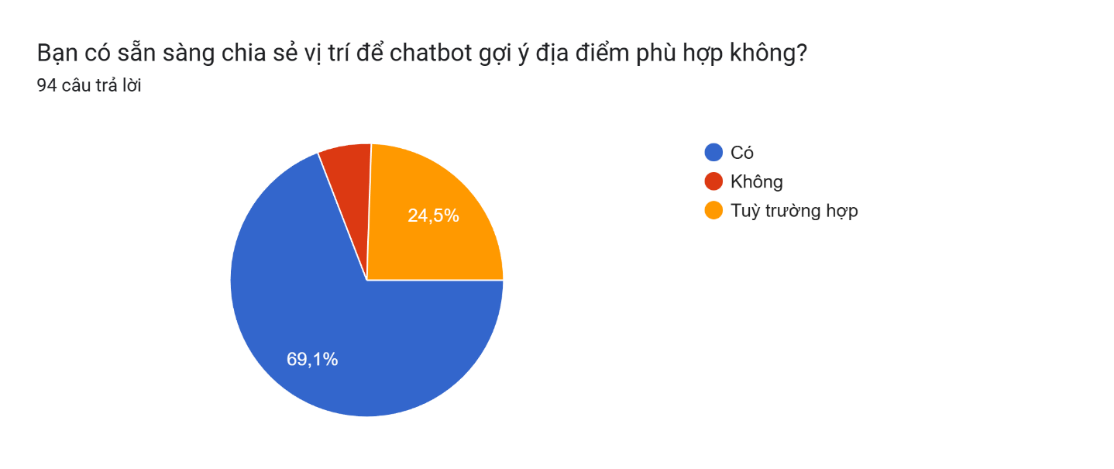 Bạn có sẵn sàng chia sẻ vị trí để chatbot gợi ý địa điểm phù hợp không?
94 câu trả lời
Có
Không
Tuỳ trường hợp
24,5%
69,1%